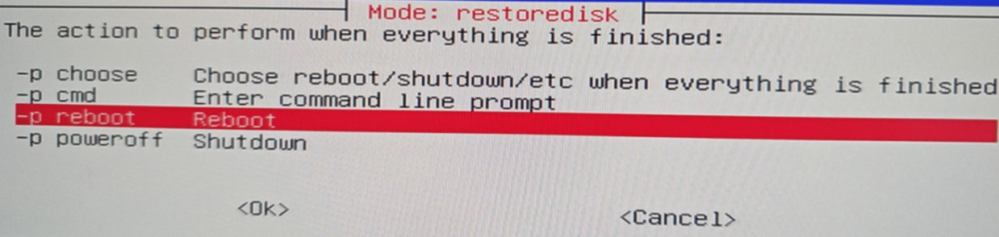 Mode: restoredisk
The action to perform when everything is finished:
-p choose Choose reboot/shutdown/etc when everything is finished
-p cmd Enter command line prompt
-p reboot Reboot
-p poweroff Shutdown
<Ok> <Cancel>